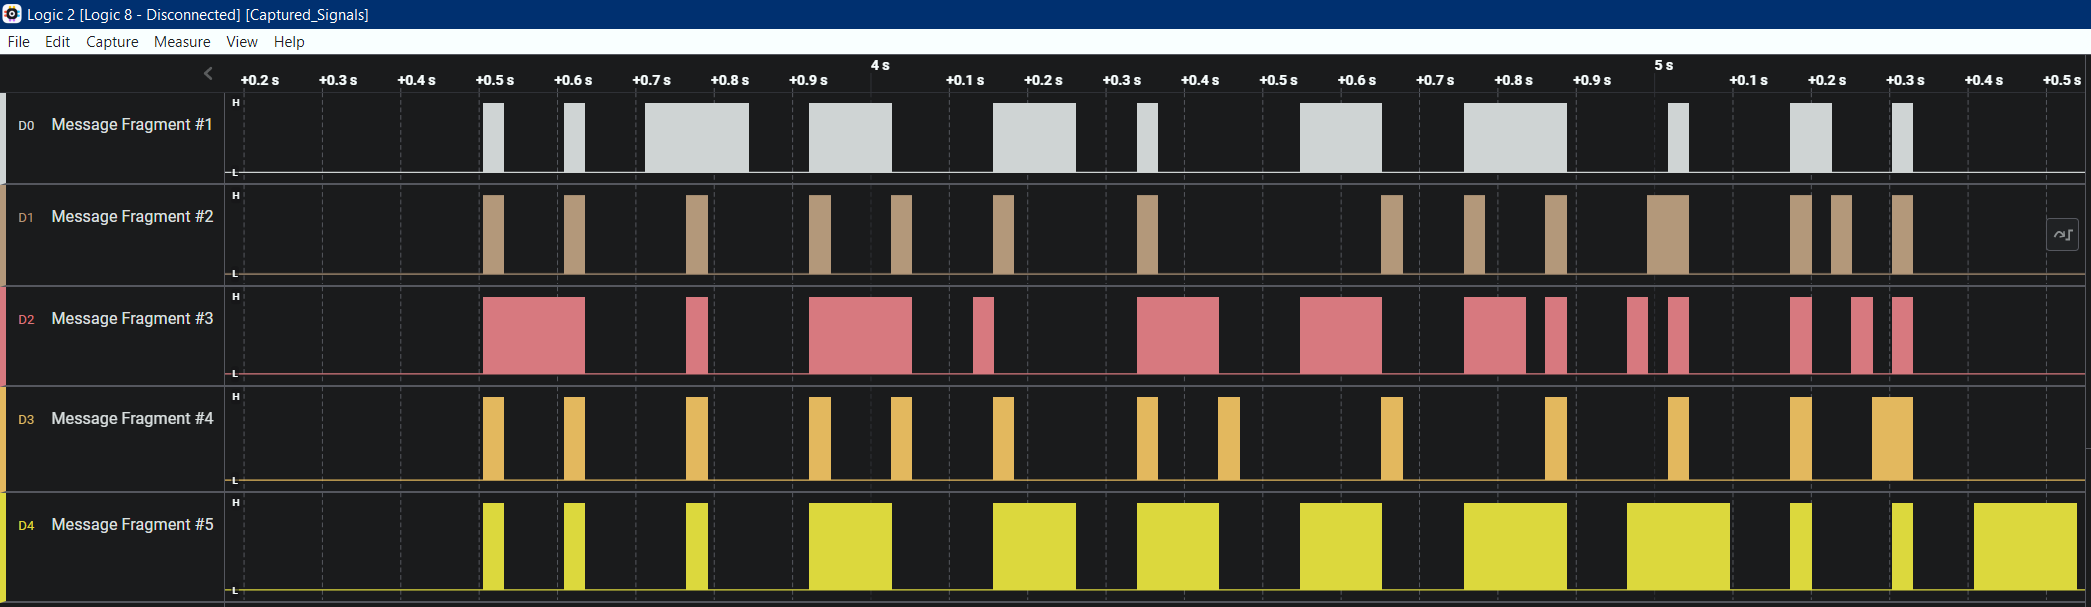 Logic 2 [Logic 8 - Disconnected] [Captured_Signals]
File Edit Capture Measure View Help
4 s 5 s
+0.2 s +0.3 s +0.4 s +0.5 s +0.6 s +0.7 s +0.8 s +0.9 s +0.1 s +0.2 s +0.3 s +0.4 s +0.5 s +0.6 s +0.7 s +0.8 s +0.9 s +0.1 s +0.2 s +0.3 s +0.4 s +0.5 s
H
D0 Message Fragment #1
L
H
D1 Message Fragment #2
L
H
D2 Message Fragment #3
L
H
D3 Message Fragment #4
L
H
D4 Message Fragment #5
L